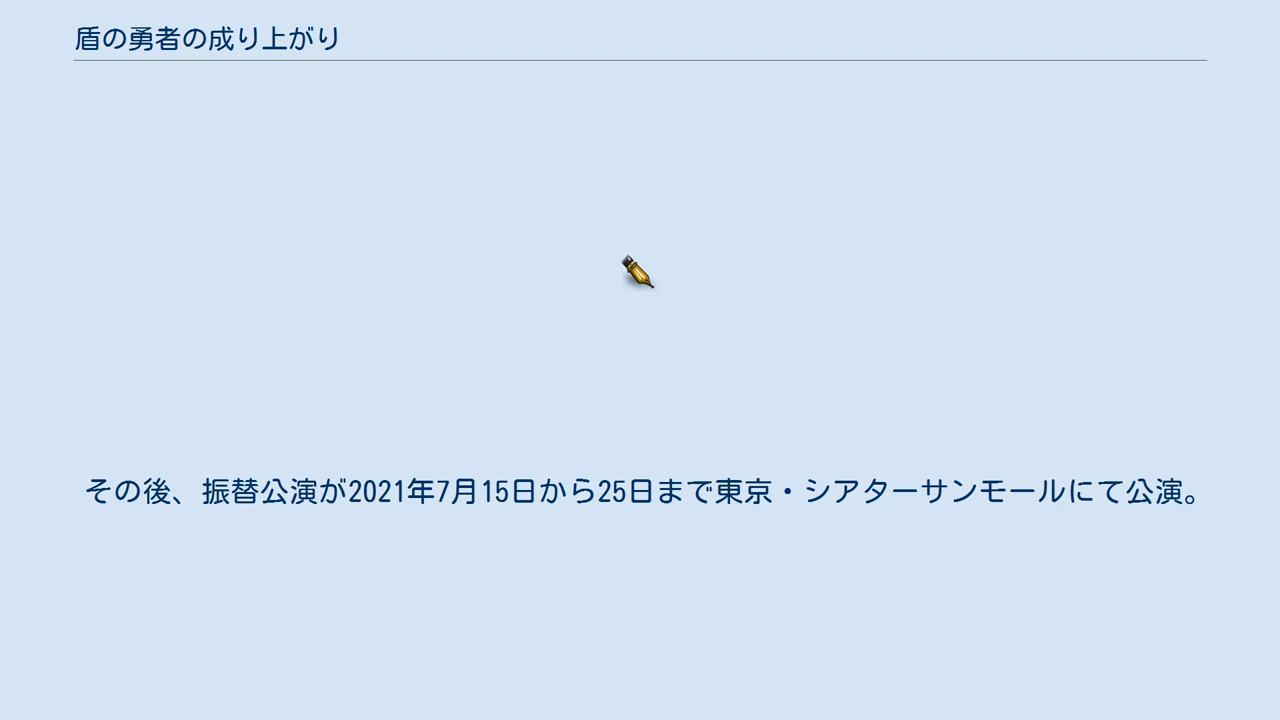 盾の勇者の成り上がり
その後、振替公演が2021年7月15日から25日まで東京・シアターサンモールにて公演。